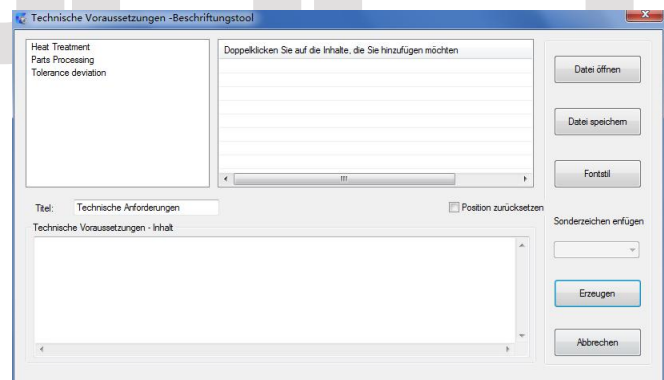 Technische Voraussetzungen -Beschriftungstool
Heat Treatment
Parts Processing
Tolerance deviation
Doppelklicken Sie auf die Inhalte, die Sie hinzufügen möchten
Datei öffnen
Datei speichern
Fontstil
Titel: Technische Anforderungen
Position zurücksetzen
Sonderzeichen enfügen
Technische Voraussetzungen - Inhalt
Erzeugen
Abbrechen